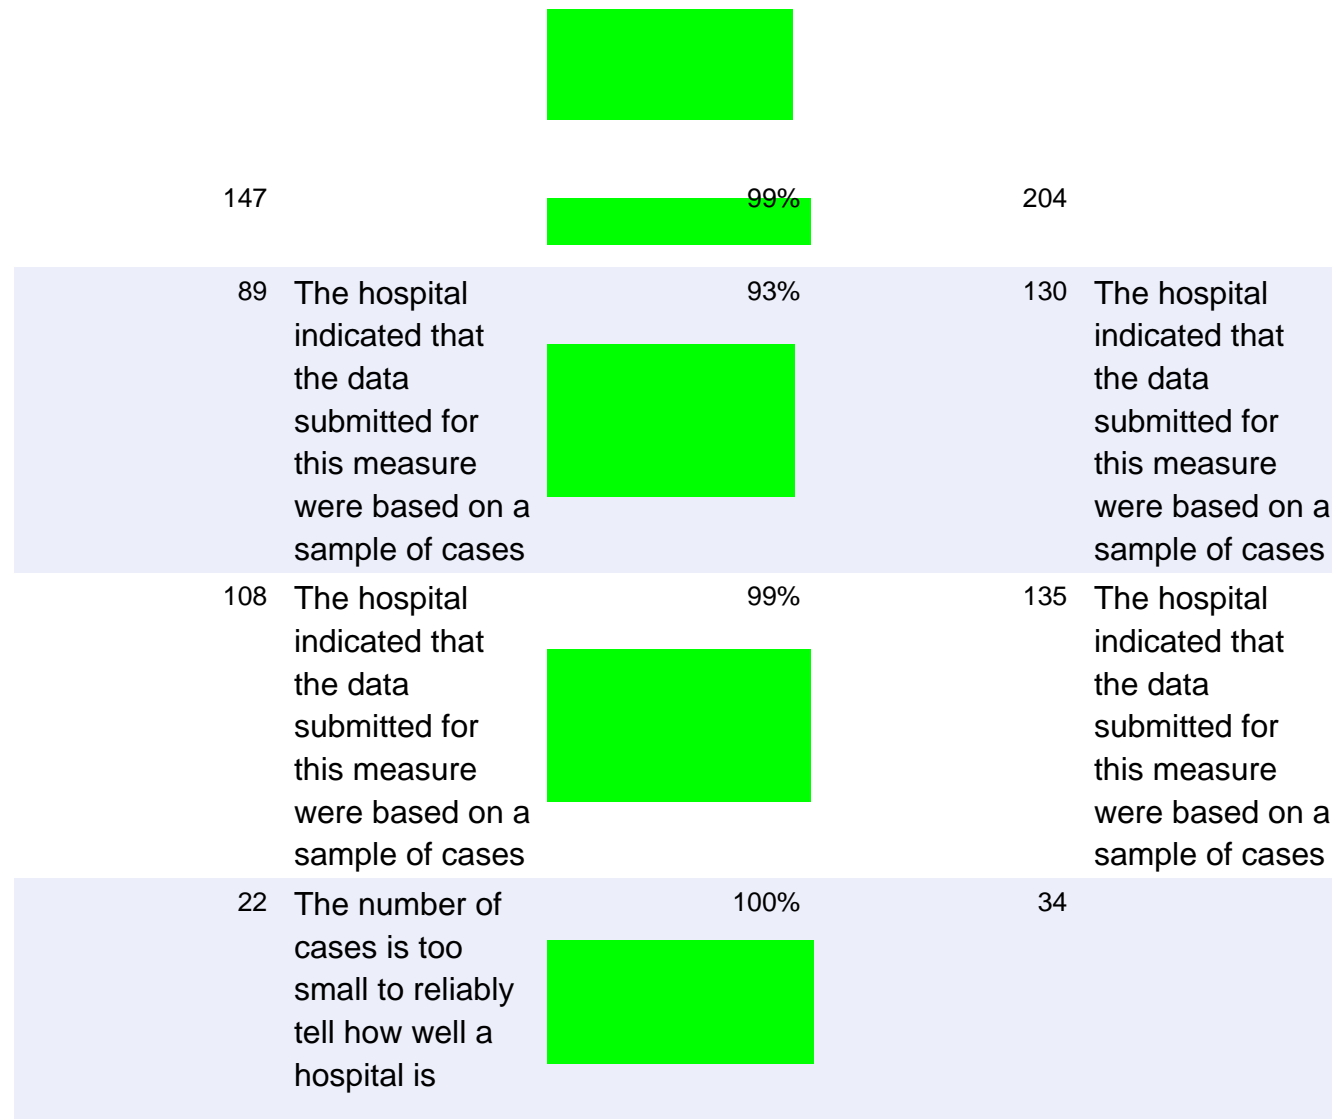 147 99% 204
89 The hospital 93% 130 The hospital
indicated that indicated that
the data the data
submitted for submitted for
this measure this measure
were based on a were based on a
sample of cases sample of cases
108 The hospital 99% 135 The hospital
indicated that indicated that
the data the data
submitted for submitted for
this measure this measure
were based on a were based on a
sample of cases sample of cases
22 The number of 100% 34
cases is too
small to reliably
tell how well a
hospital is